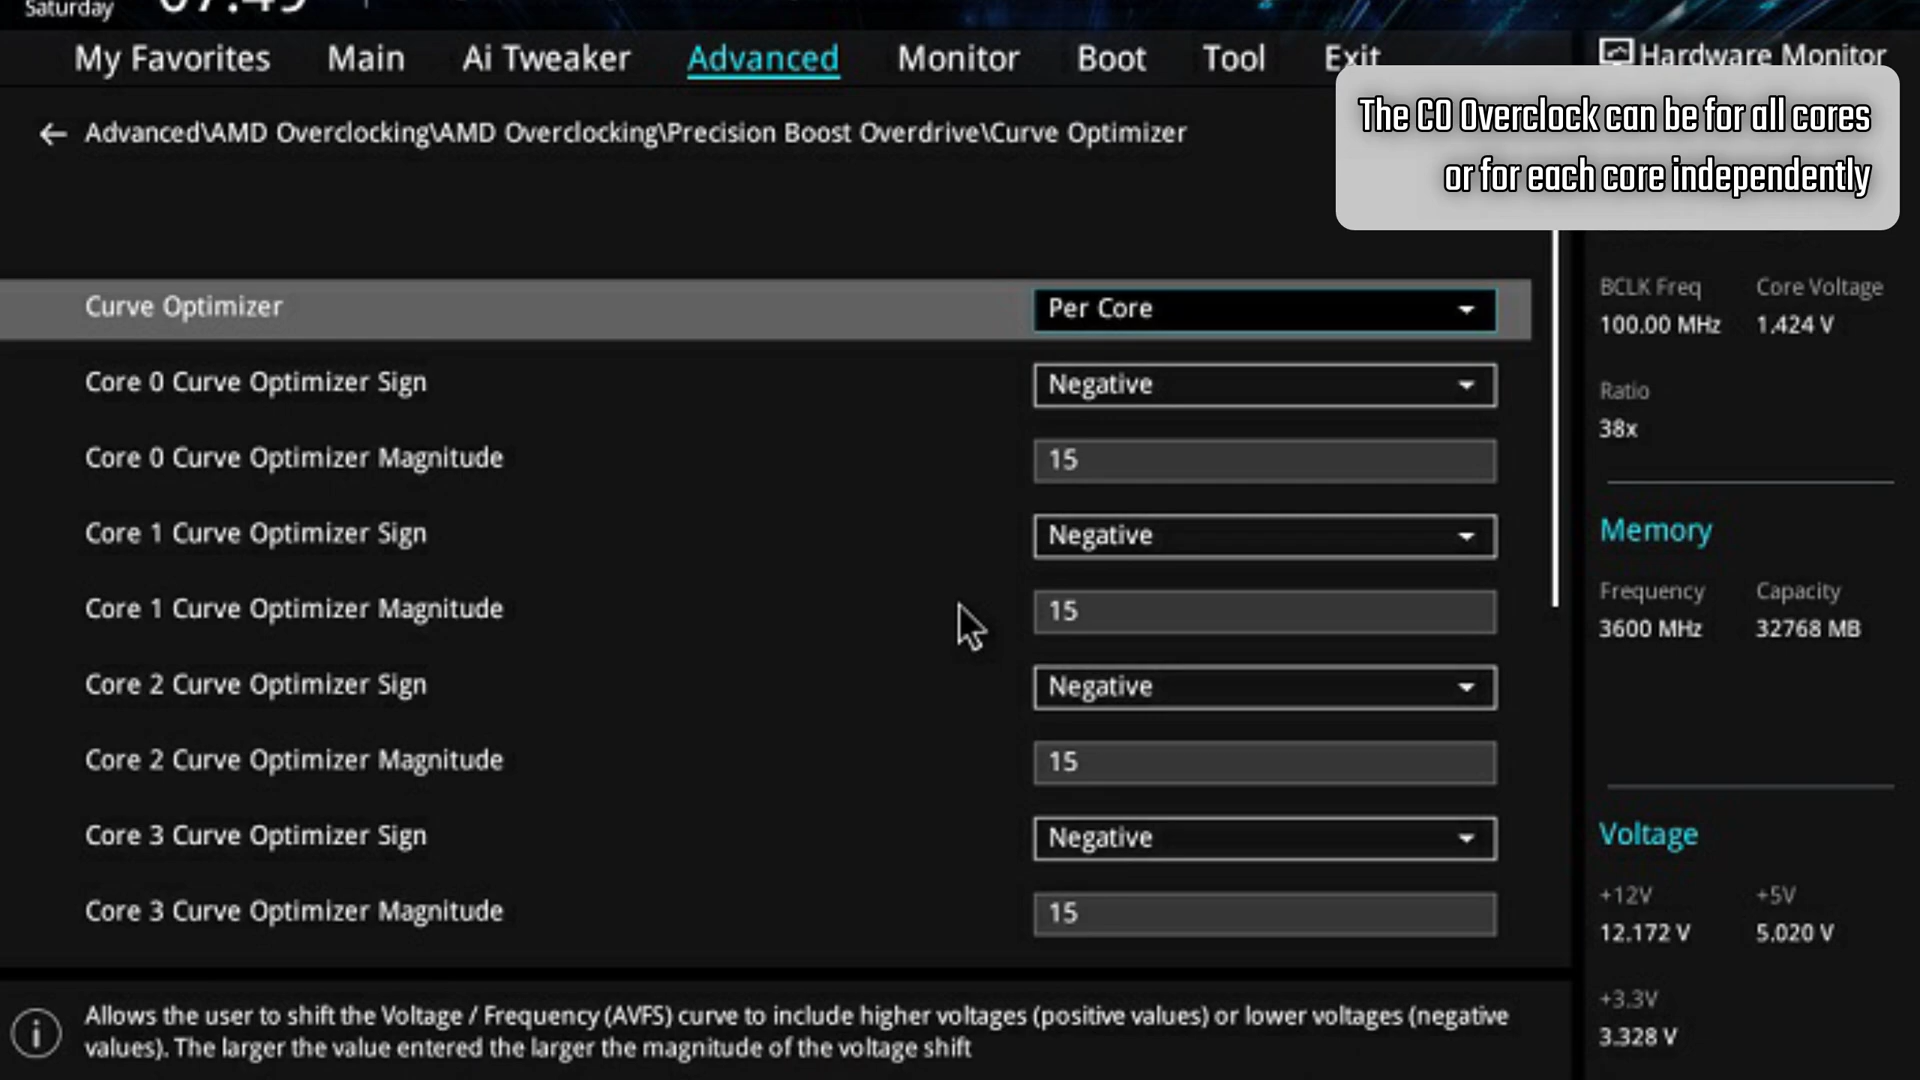 Saturday
My Favorites Main Ai Tweaker Advanced Monitor Boot Tool Exit
Hardware Monitor
The CO Overclock can be for all cores
or for each core independently
Advanced\AMD Overclocking\AMD Overclocking\Precision Boost Overdrive\Curve Optimizer
Curve Optimizer Per Core
Core 0 Curve Optimizer Sign Negative
Core 0 Curve Optimizer Magnitude 15
Core 1 Curve Optimizer Sign Negative
Core 1 Curve Optimizer Magnitude 15
Core 2 Curve Optimizer Sign Negative
Core 2 Curve Optimizer Magnitude 15
Core 3 Curve Optimizer Sign Negative
Core 3 Curve Optimizer Magnitude 15
Allows the user to shift the Voltage / Frequency (AVFS) curve to include higher voltages (positive values) or lower voltages (negative
values). The larger the value entered the larger the magnitude of the voltage shift
BCLK Freq Core Voltage
100.00 MHz 1.424 V
Ratio
38x
Memory
Frequency Capacity
3600 MHz 32768 MB
Voltage
+12V +5V
12.172 V 5.020 V
+3.3V
3.328 V